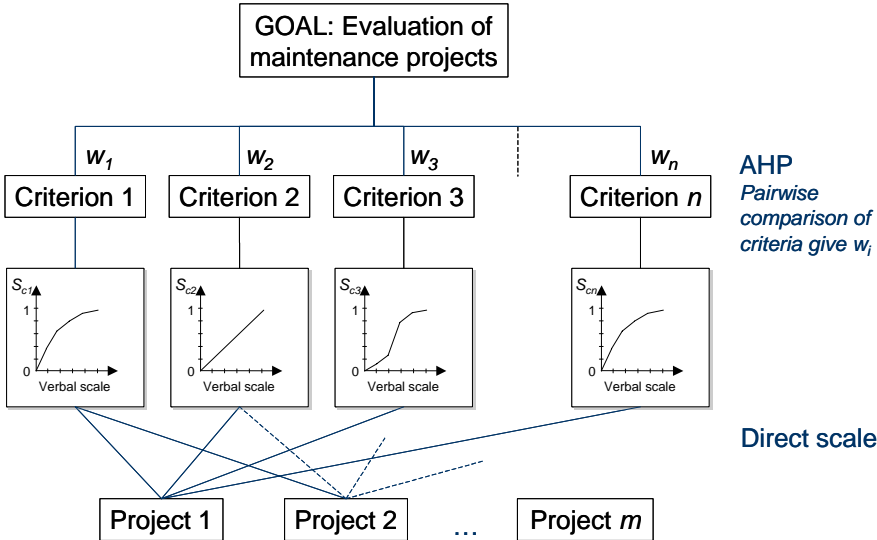 GOAL: Evaluation of
maintenance projects
w1
w2
w3
wn
AHP
Pairwise
comparison of
criteria give wi
Criterion 1
Criterion 2
Criterion 3
Criterion n
Sc1
1
0
Verbal scale
Sc2
1
0
Verbal scale
Sc3
1
0
Verbal scale
Scn
1
0
Verbal scale
Direct scale
Project 1
Project 2
...
Project m